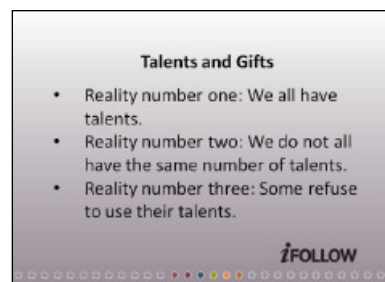 Talents and Gifts
• Reality number one: We all have
talents.
• Reality number two: We do not all
have the same number of talents.
• Reality number three: Some refuse
to use their talents.
iFOLLOW